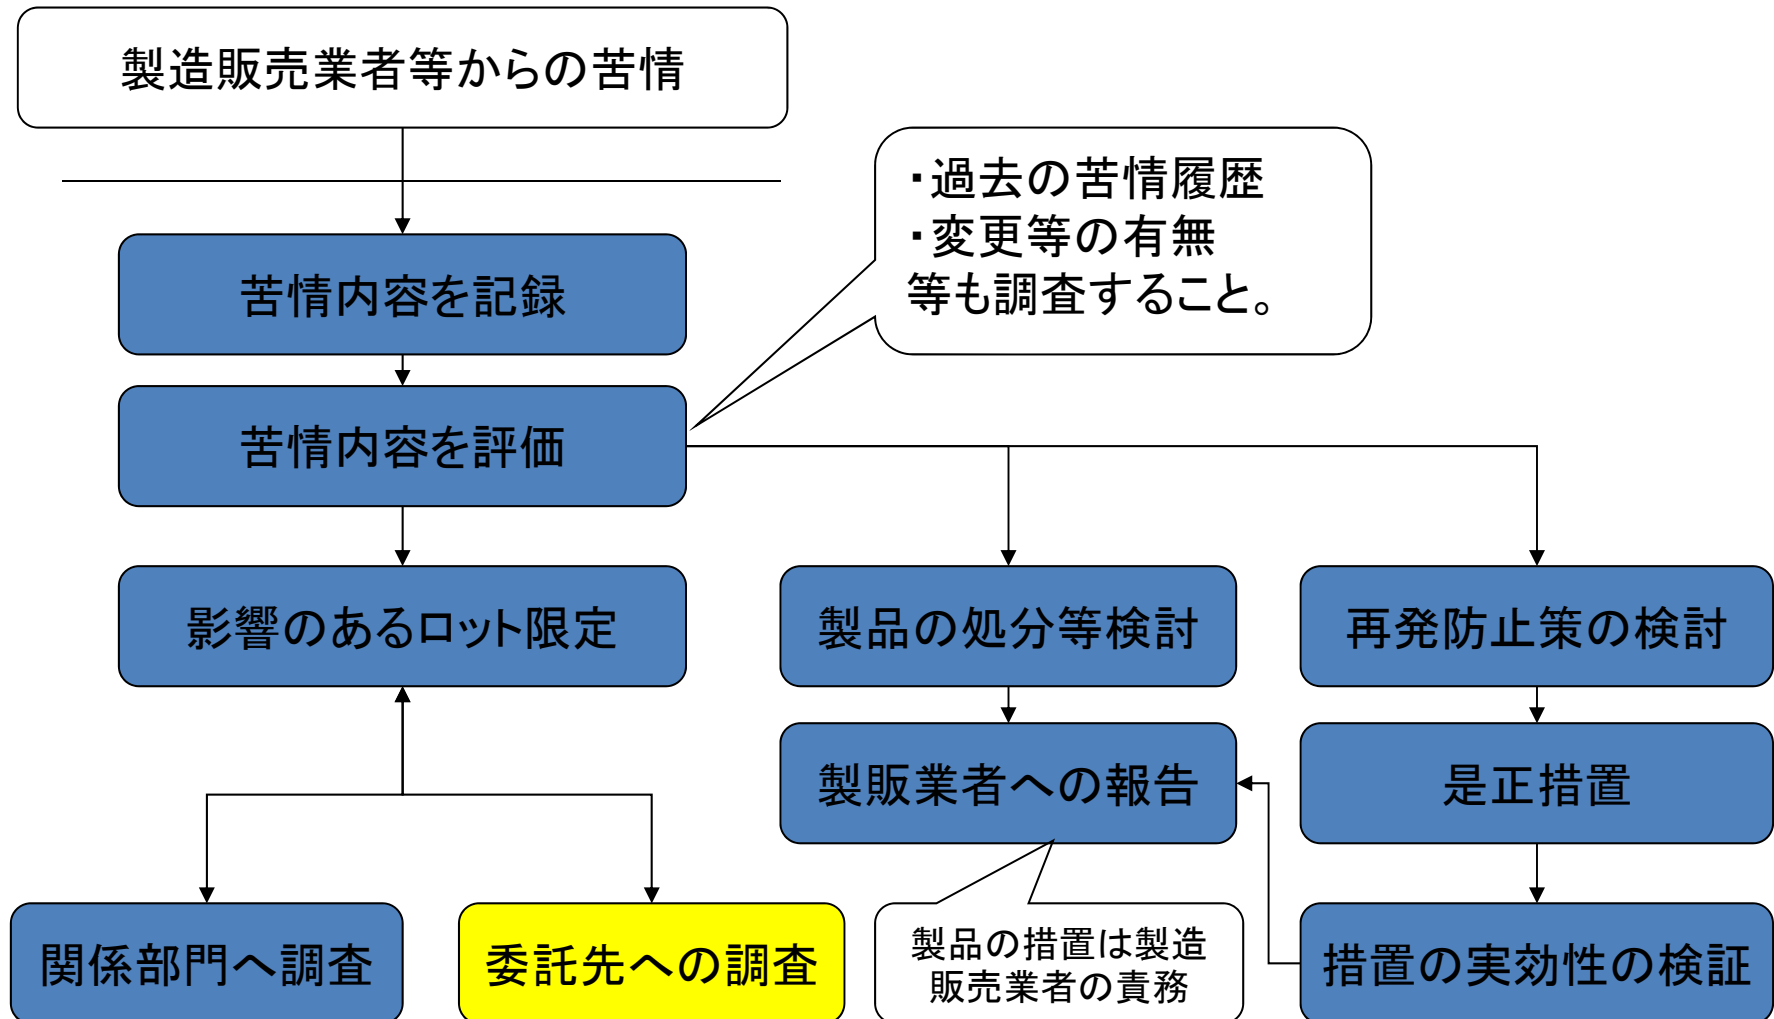 製造販売業者等からの苦情
・過去の苦情履歴
・変更等の有無
等も調査すること。
苦情内容を記録
苦情内容を評価
影響のあるロット限定
製品の処分等検討
再発防止策の検討
製販業者への報告
是正措置
関係部門へ調査
委託先への調査
製品の措置は製造
販売業者の責務
措置の実効性の検証